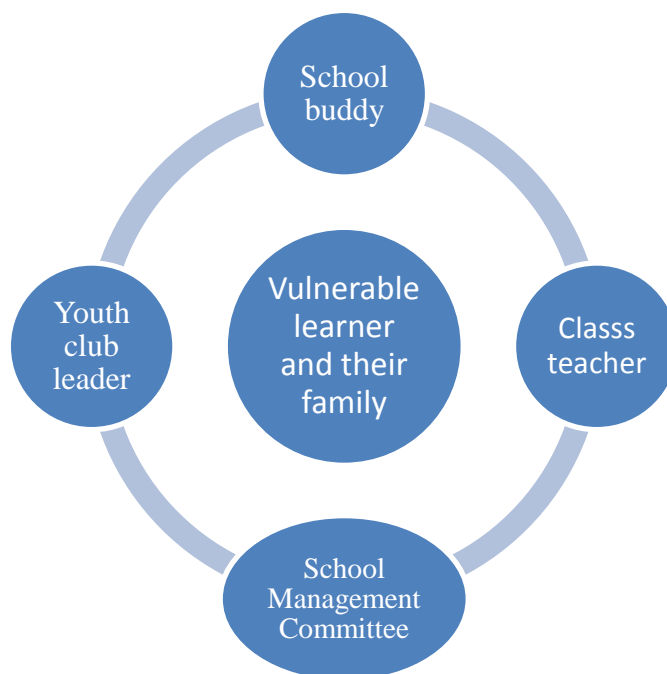 School
buddy
Vulnerable
learner
and their
family
Youth
club
leader
Classs
teacher
School
Management
Committee